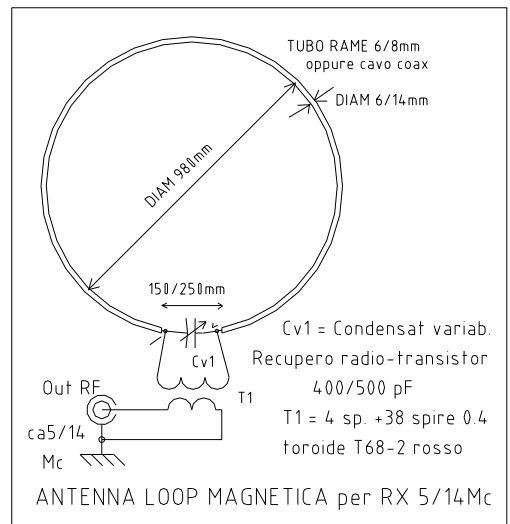 TUBO RAME 6/8mm
oppure cavo coax
DIAM 6/14mm
DIAM 980mm
150/250mm
Cv1
Cv1 = Condensat variab.
Recupero radio-transistor
400/500 pF
T1 = 4 sp. +38 spire 0.4
toroide T68-2 rosso
T1
Out RF
ca5/14
Mc
ANTENNA LOOP MAGNETICA per RX 5/14Mc